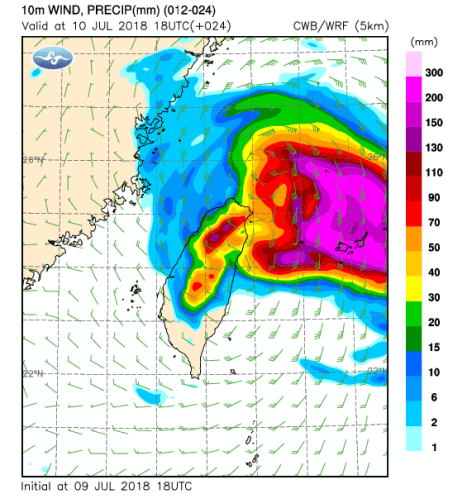 10m WIND, PRECIP(mm) (012-024)
Valid at 10 JUL 2018 18UTC(+024) CWB/WRF (5km)
(mm)
300
200
150
130
110
90
70
50
40
30
20
15
10
6
2
1
26°N 26°N
22°N 22°N
Initial at 09 JUL 2018 18UTC